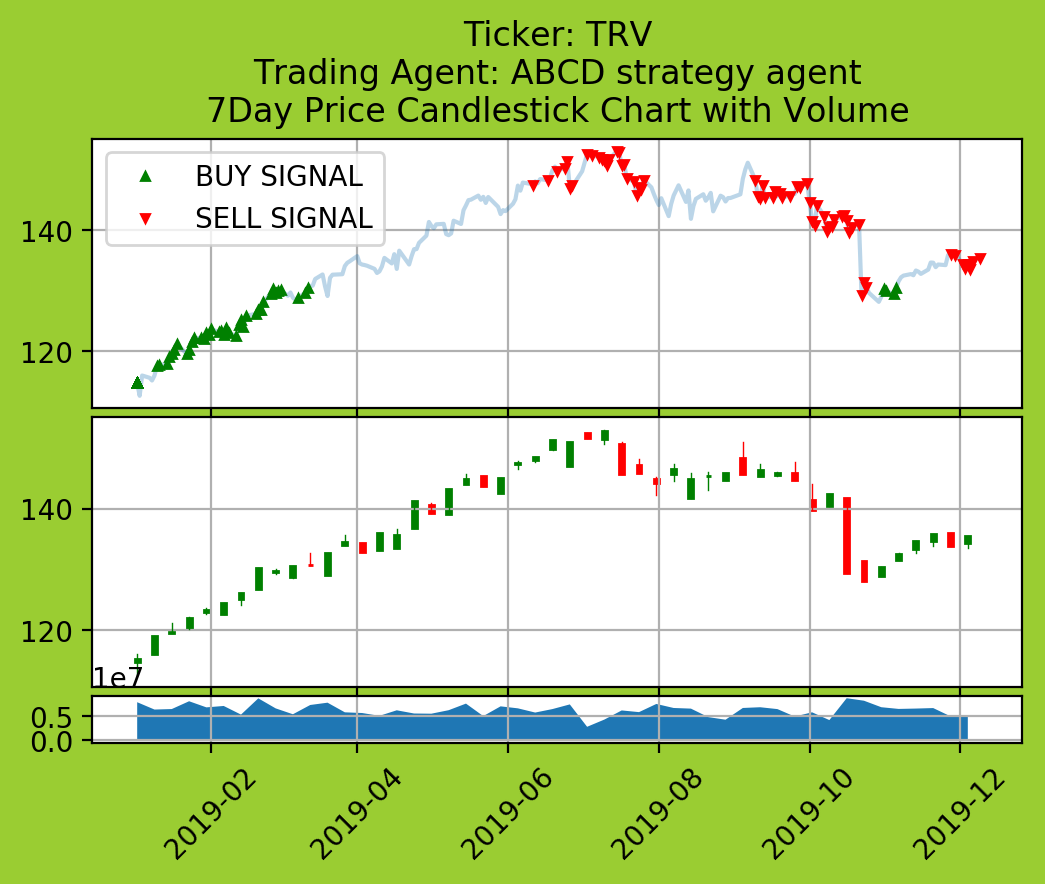 Ticker: TRV
Trading Agent: ABCD strategy agent
7Day Price Candlestick Chart with Volume
BUY SIGNAL
SELL SIGNAL
140
120
140
120
1e7
0.5
0.0
2019-02
2019-04
2019-06
2019-08
2019-10
2019-12